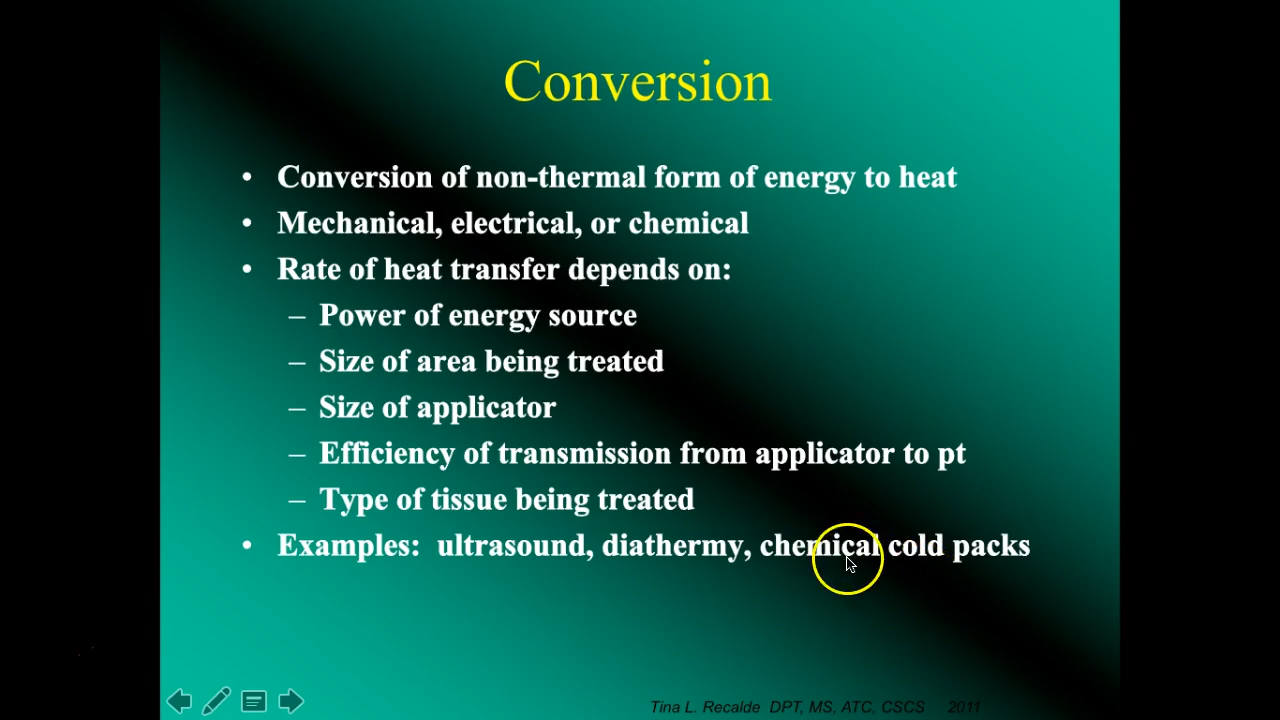 Conversion
• Conversion of non-thermal form of energy to heat
• Mechanical, electrical, or chemical
• Rate of heat transfer depends on:
– Power of energy source
– Size of area being treated
– Size of applicator
– Efficiency of transmission from applicator to pt
– Type of tissue being treated
• Examples:  ultrasound, diathermy, chemical cold packs
Tina L. Recalde  DPT, MS, ATC, CSCS    2011